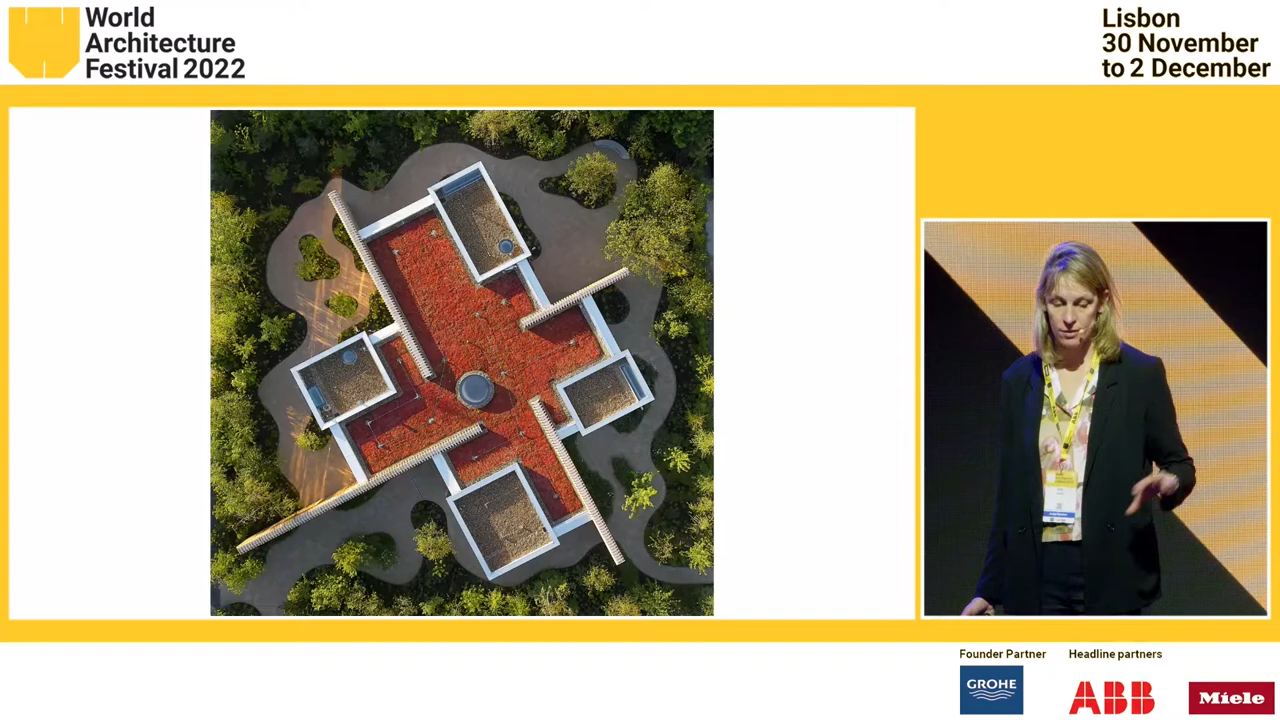 World
Architecture
Festival 2022
Lisbon
30 November
to 2 December
Founder Partner
Headline partners
GROHE
ABB
Miele